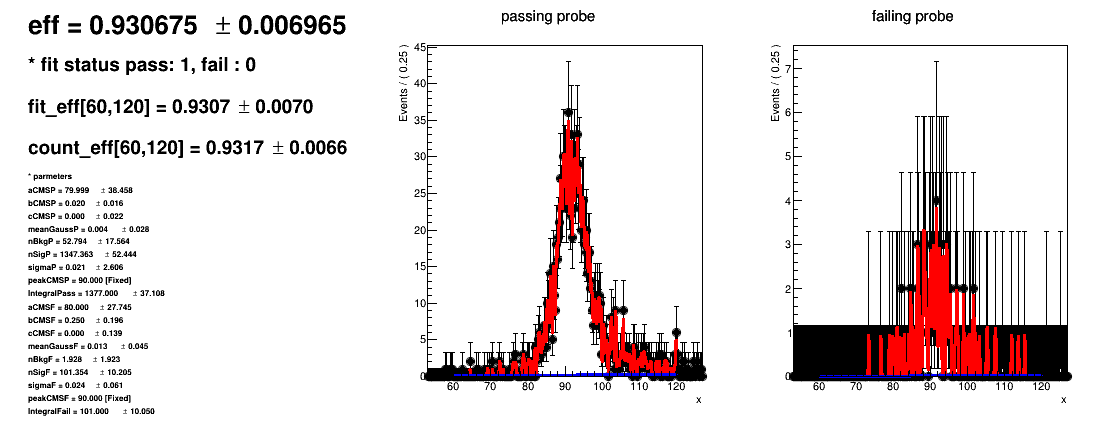 eff = 0.930675 ± 0.006965
* fit status pass: 1, fail : 0
fit_eff[60,120] = 0.9307 ± 0.0070
count_eff[60,120] = 0.9317 ± 0.0066
* parmeters
aCMSP = 79.999 ± 38.458
bCMSP = 0.020 ± 0.016
cCMSP = 0.000 ± 0.022
meanGaussP = 0.004 ± 0.028
nBkgP = 52.794 ± 17.564
nSigP = 1347.363 ± 52.444
sigmaP = 0.021 ± 2.606
peakCMSP = 90.000 [Fixed]
IntegralPass = 1377.000 ± 37.108
aCMSF = 80.000 ± 27.745
bCMSF = 0.250 ± 0.196
cCMSF = 0.000 ± 0.139
meanGaussF = 0.013 ± 0.045
nBkgF = 1.928 ± 1.923
nSigF = 101.354 ± 10.205
sigmaF = 0.024 ± 0.061
peakCMSF = 90.000 [Fixed]
IntegralFail = 101.000 ± 10.050
passing probe
Events / ( 0.25 )
45
40
35
30
25
20
15
10
5
0
60 70 80 90 100 110 120
x
failing probe
Events / ( 0.25 )
7
6
5
4
3
2
1
0
60 70 80 90 100 110 120
x